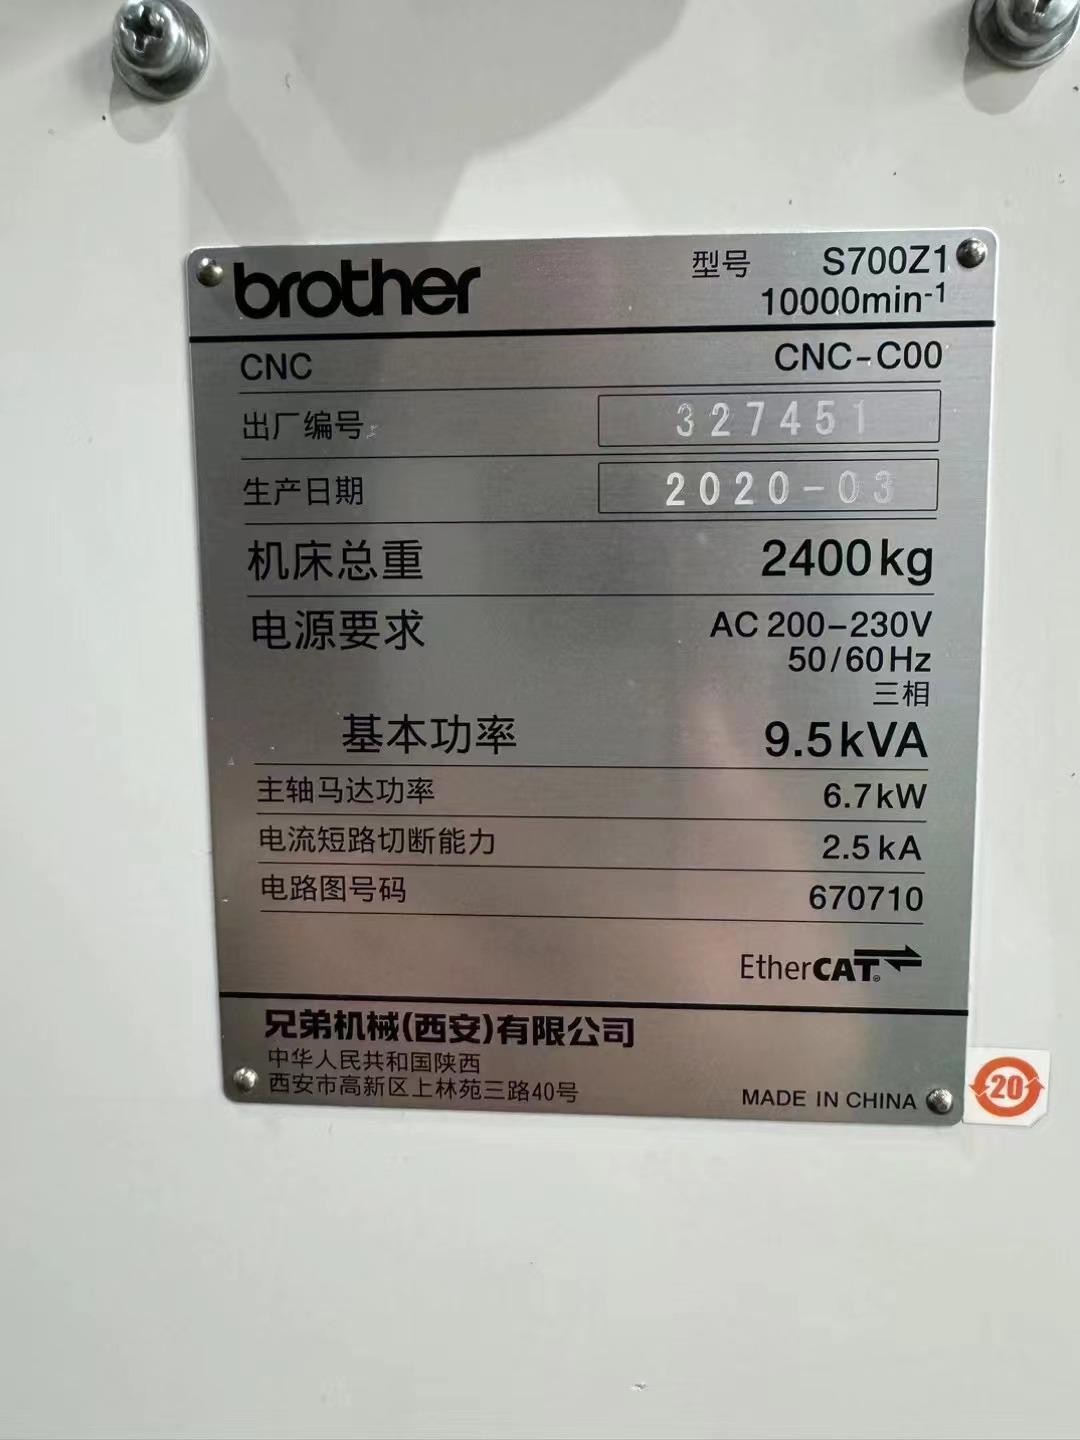 brother 型号 S700Z1
10000min-1
CNC CNC-C00
出厂编号 327451
生产日期 2020-03
机床总重 2400kg
电源要求 AC 200-230V
50/60Hz
三相
基本功率 9.5kVA
主轴马达功率 6.7kW
电流短路切断能力 2.5kA
电路图号码 670710
EtherCAT®
兄弟机械(西安)有限公司
中华人民共和国陕西
西安市高新区上林苑三路40号
MADE IN CHINA
20